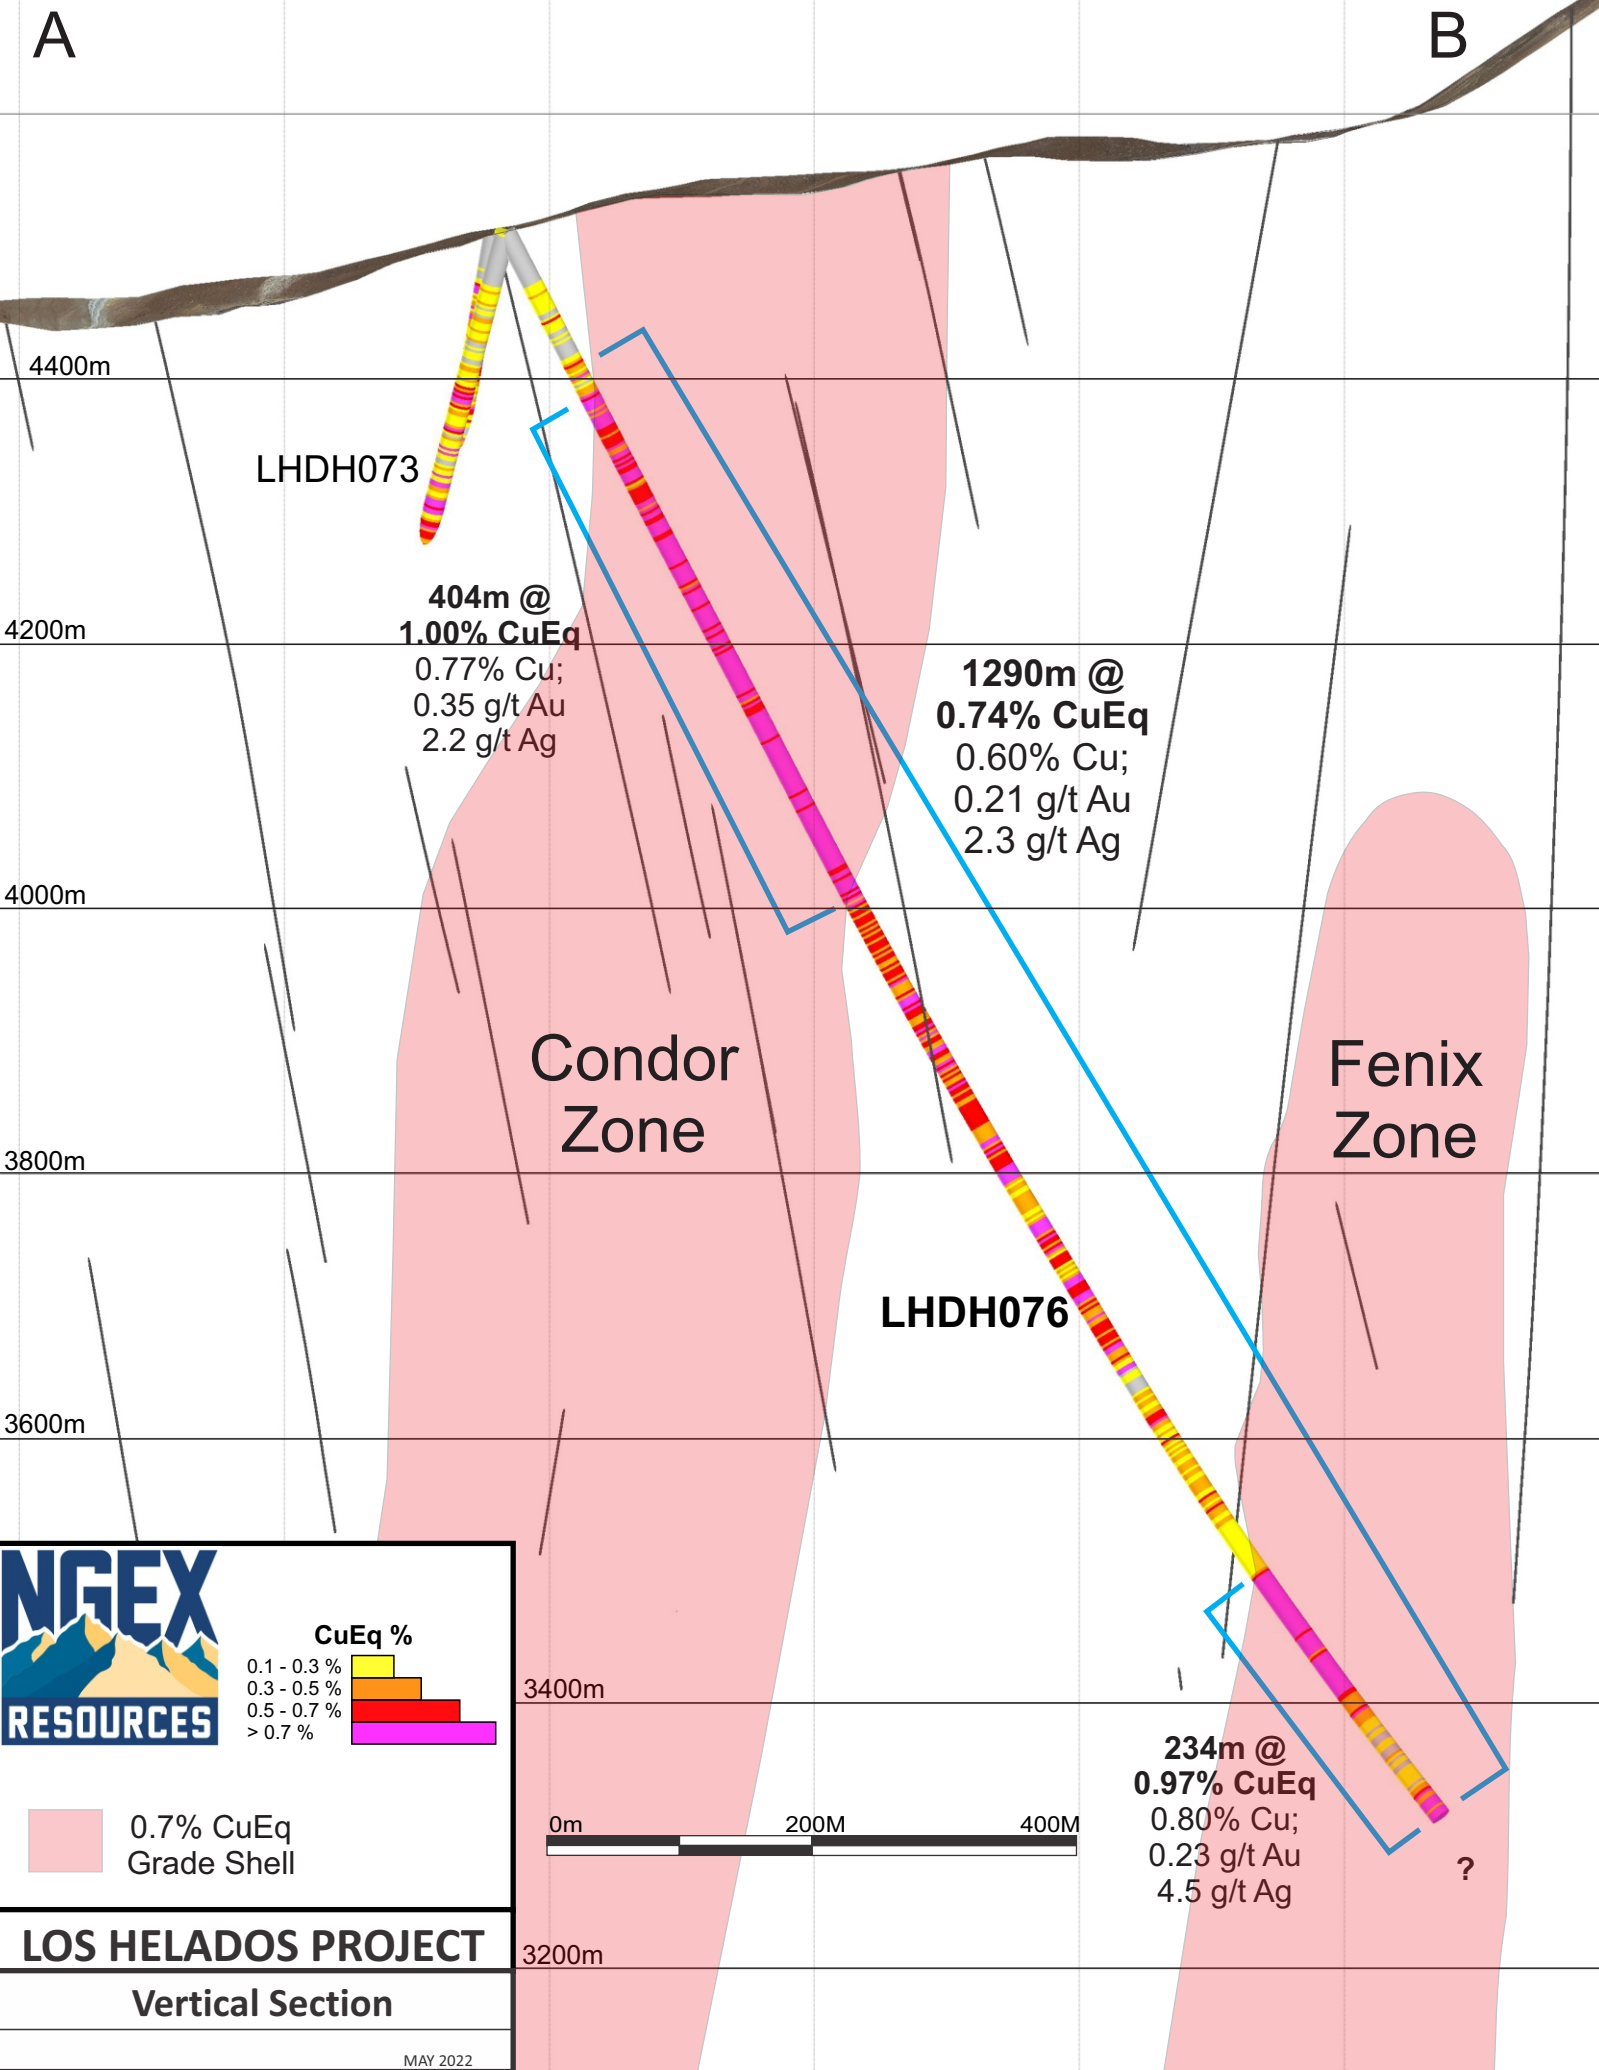 A
B
4400m
LHDH073
404m @
1.00% CuEq
0.77% Cu;
0.35 g/t Au
2.2 g/t Ag
4200m
1290m @
0.74% CuEq
0.60% Cu;
0.21 g/t Au
2.3 g/t Ag
4000m
Condor
Zone
Fenix
Zone
3800m
LHDH076
3600m
3400m
234m @
0.97% CuEq
0.80% Cu;
0.23 g/t Au
4.5 g/t Ag
?
0m 200M 400M
3200m
NGEX
RESOURCES
CuEq %
0.1 - 0.3 %
0.3 - 0.5 %
0.5 - 0.7 %
> 0.7 %
0.7% CuEq
Grade Shell
LOS HELADOS PROJECT
Vertical Section
MAY 2022